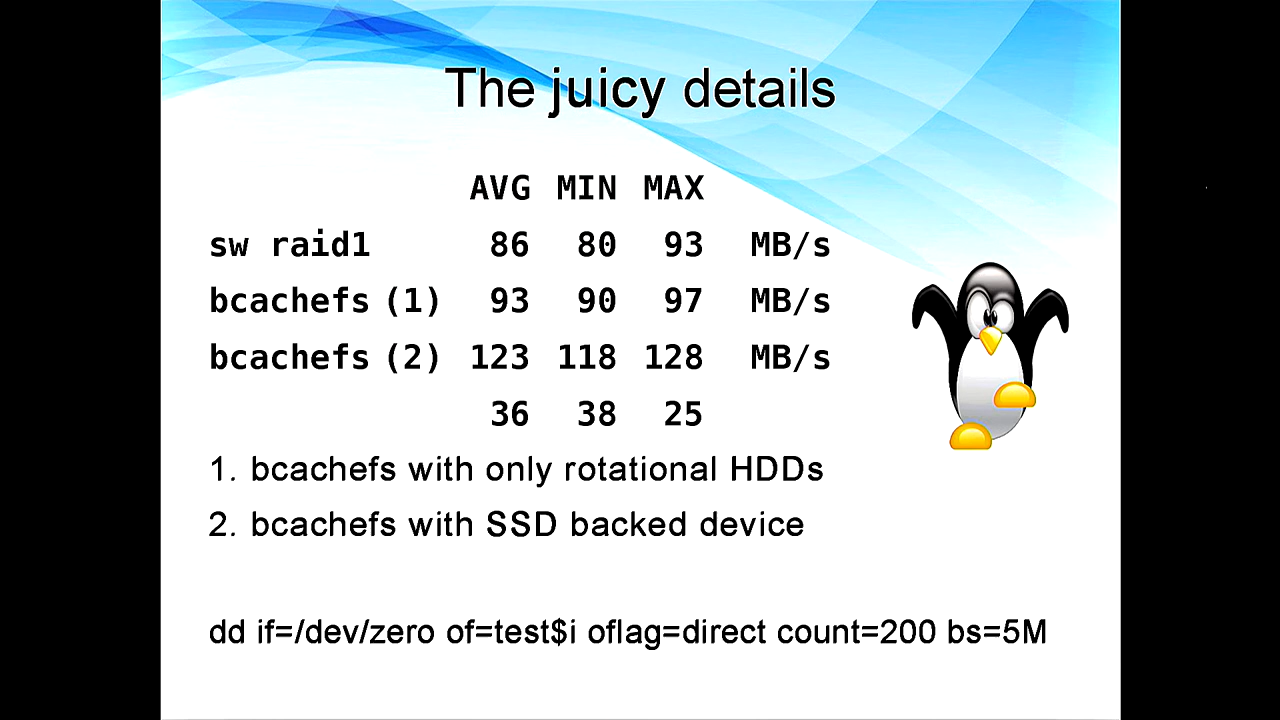 The juicy details
AVG MIN MAX
sw raid1 86 80 93 MB/s
bcachefs (1) 93 90 97 MB/s
bcachefs (2) 123 118 128 MB/s
36 38 25
1. bcachefs with only rotational HDDs
2. bcachefs with SSD backed device
dd if=/dev/zero of=test$i oflag=direct count=200 bs=5M